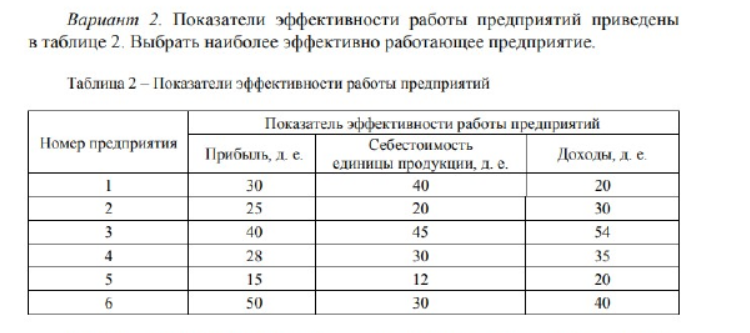 Вариант 2. Показатели эффективности работы предприятий приведены
в таблице 2. Выбрать наиболее эффективно работающее предприятие.
Таблица 2 – Показатели эффективности работы предприятий
Номер предприятия
Показатель эффективности работы предприятий
Прибыль, д. е.
Себестоимость
единицы продукции, д. е.
Доходы, д. е.
1 30 40 20
2 25 20 30
3 40 45 54
4 28 30 35
5 15 12 20
6 50 30 40